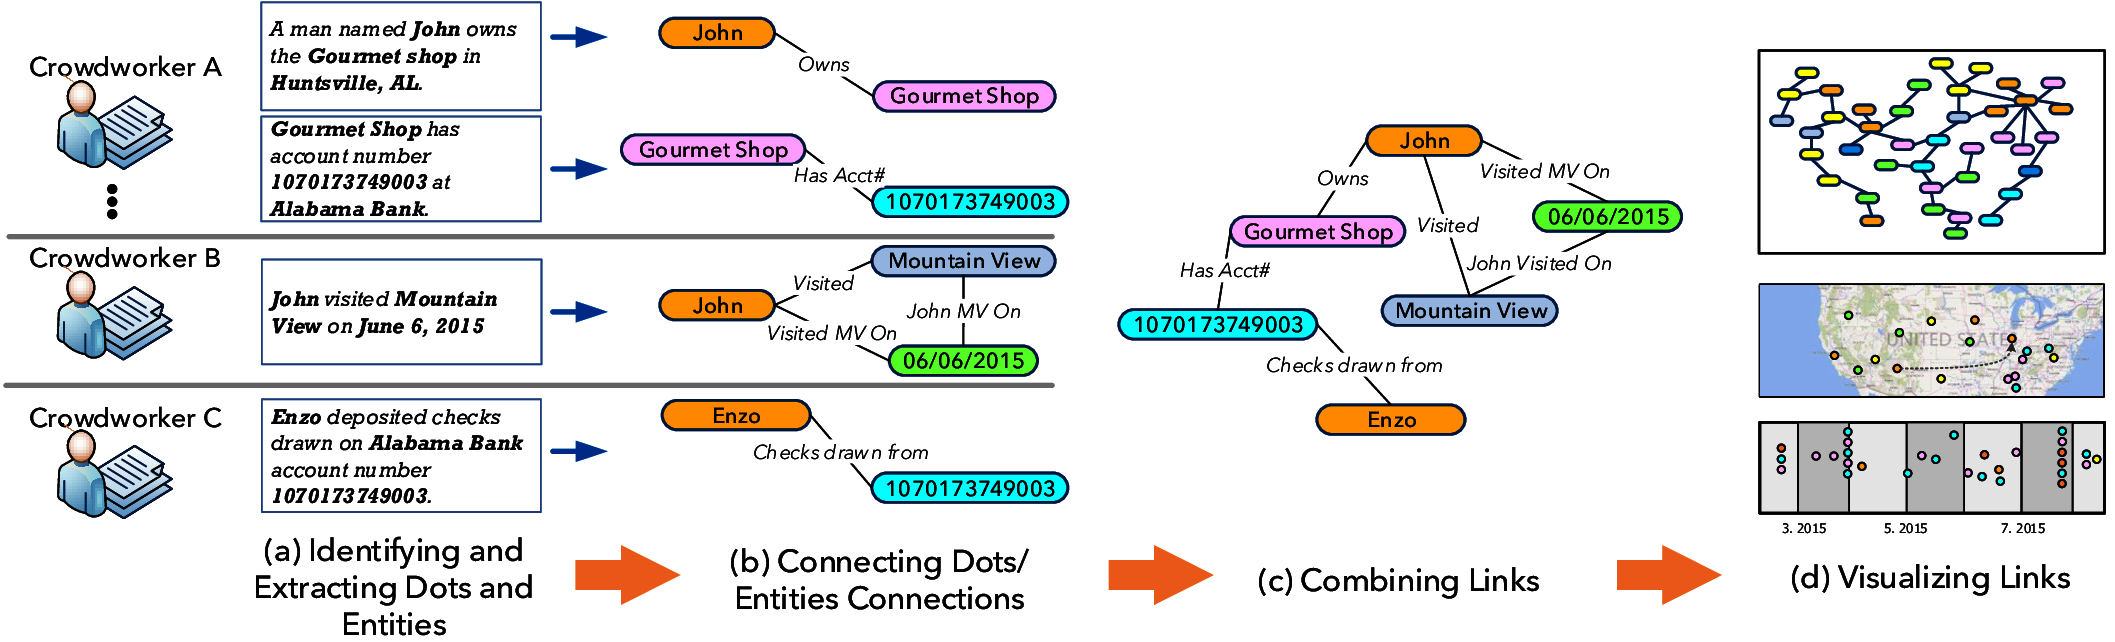 Crowdworker A
A man named John owns
the Gourmet shop in
Huntsville, AL.
John
Owns
Gourmet Shop
Gourmet Shop has
account number
1070173749003 at
Alabama Bank.
Gourmet Shop
Has Acct#
1070173749003
Crowdworker B
John visited Mountain
View on June 6, 2015
Mountain View
Visited
John
John MV On
Visited MV On
06/06/2015
Crowdworker C
Enzo deposited checks
drawn on Alabama Bank
account number
1070173749003.
Enzo
Checks drawn from
1070173749003
John
Owns
Visited MV On
Visited
06/06/2015
Gourmet Shop
Has Acct#
John Visited On
1070173749003
Mountain View
Checks drawn from
Enzo
UNITED STATES
3. 2015
5. 2015
7. 2015
(a) Identifying and
Extracting Dots and
Entities
(b) Connecting Dots/
Entities Connections
(c) Combining Links
(d) Visualizing Links